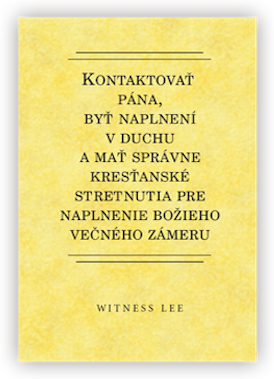 KONTAKTOVAŤ
PÁNA,
BYŤ NAPLNENÍ
V DUCHU
A MAŤ SPRÁVNE
KRESŤANSKÉ
STRETNUTIA PRE
NAPLNENIE BOŽIEHO
VEČNÉHO ZÁMERU
WITNESS LEE